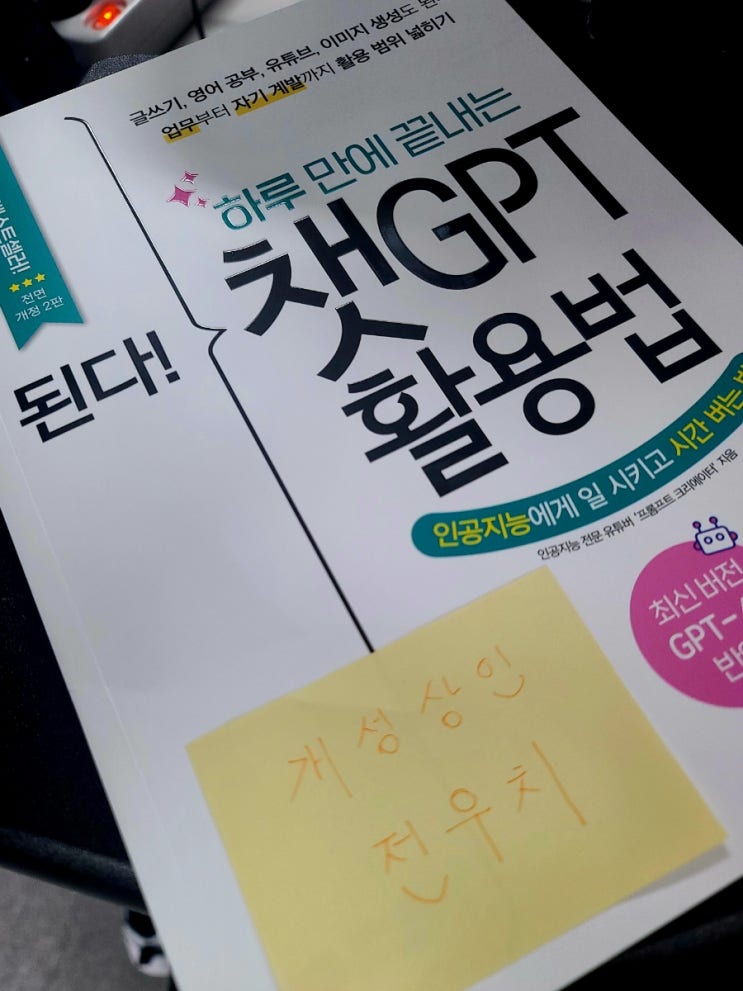 글쓰기, 영어 공부, 유튜브, 이미지 생성도
업무부터 자기 계발까지 활용 범위 넓히기
하루 만에 끝내는
챗GPT
활용법
된다!
전면
개정 2판
인공지능에게 일 시키고 시간 버는
인공지능 전문 유튜버 '프롬프트 크리에이터' 지음
최신 버전
GPT-
개성상인
전우치